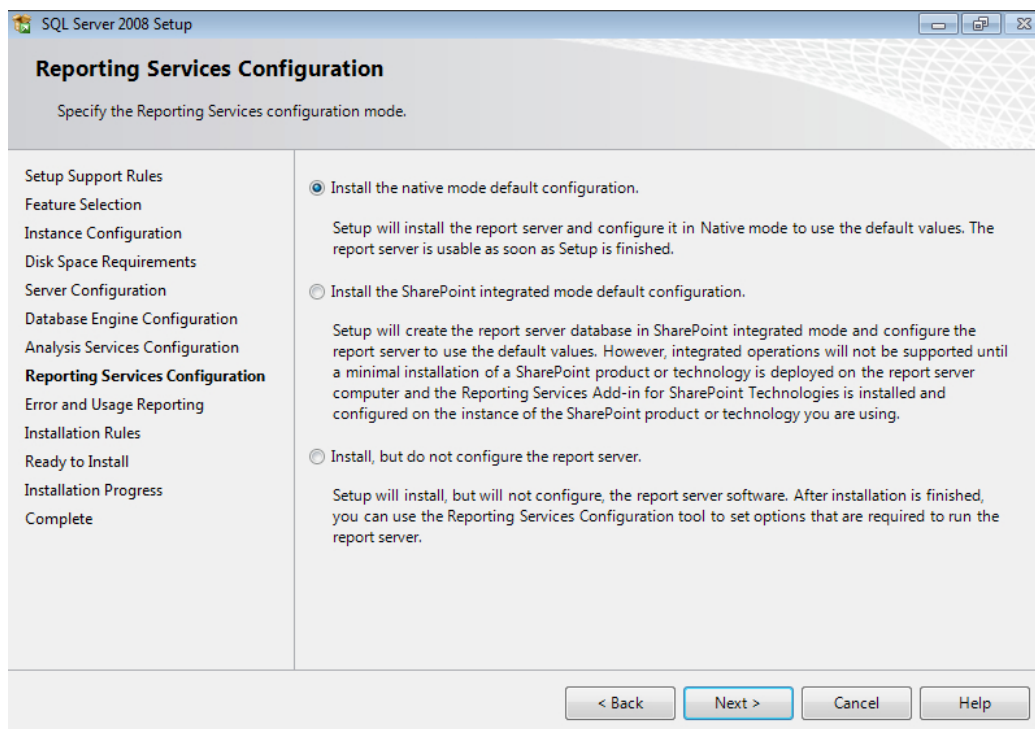 SQL Server 2008 Setup
Reporting Services Configuration
Specify the Reporting Services configuration mode.
Setup Support Rules
Feature Selection
Instance Configuration
Disk Space Requirements
Server Configuration
Database Engine Configuration
Analysis Services Configuration
Reporting Services Configuration
Error and Usage Reporting
Installation Rules
Ready to Install
Installation Progress
Complete
Install the native mode default configuration.
Setup will install the report server and configure it in Native mode to use the default values. The
report server is usable as soon as Setup is finished.
Install the SharePoint integrated mode default configuration.
Setup will create the report server database in SharePoint integrated mode and configure the
report server to use the default values. However, integrated operations will not be supported until
a minimal installation of a SharePoint product or technology is deployed on the report server
computer and the Reporting Services Add-in for SharePoint Technologies is installed and
configured on the instance of the SharePoint product or technology you are using.
Install, but do not configure the report server.
Setup will install, but will not configure, the report server software. After installation is finished,
you can use the Reporting Services Configuration tool to set options that are required to run the
report server.
< Back
Next >
Cancel
Help